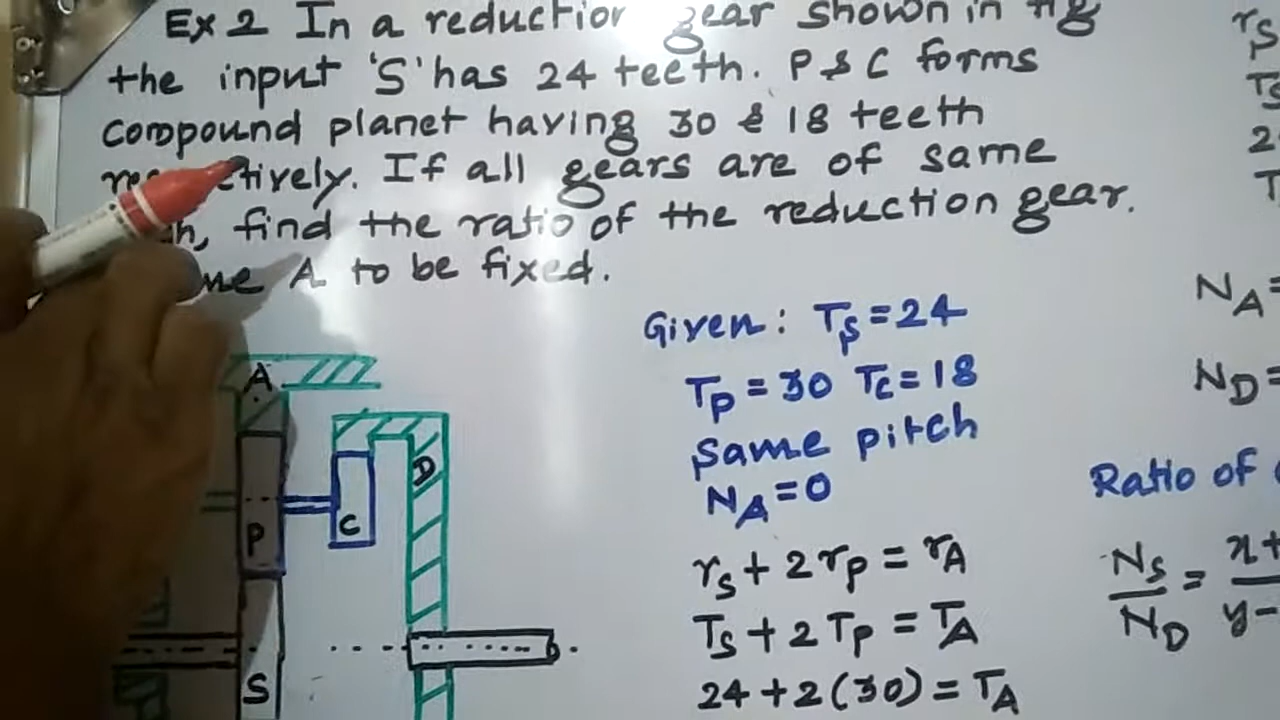 Ex 2 In a reduction gear shown in fig
the input 'S' has 24 teeth. P & C forms
compound planet having 30 & 18 teeth
If all gears are of same
find the ratio of the reduction gear.
A to be fixed.
Given: TS = 24
TP = 30 TC = 18
Same pitch
NA = 0
rS + 2rP = rA
TS + 2TP = TA
24 + 2(30) = TA
A
D
C
P
S
rS
TS
2
T
NA =
ND =
Ratio of
NS/ND = x+/y-